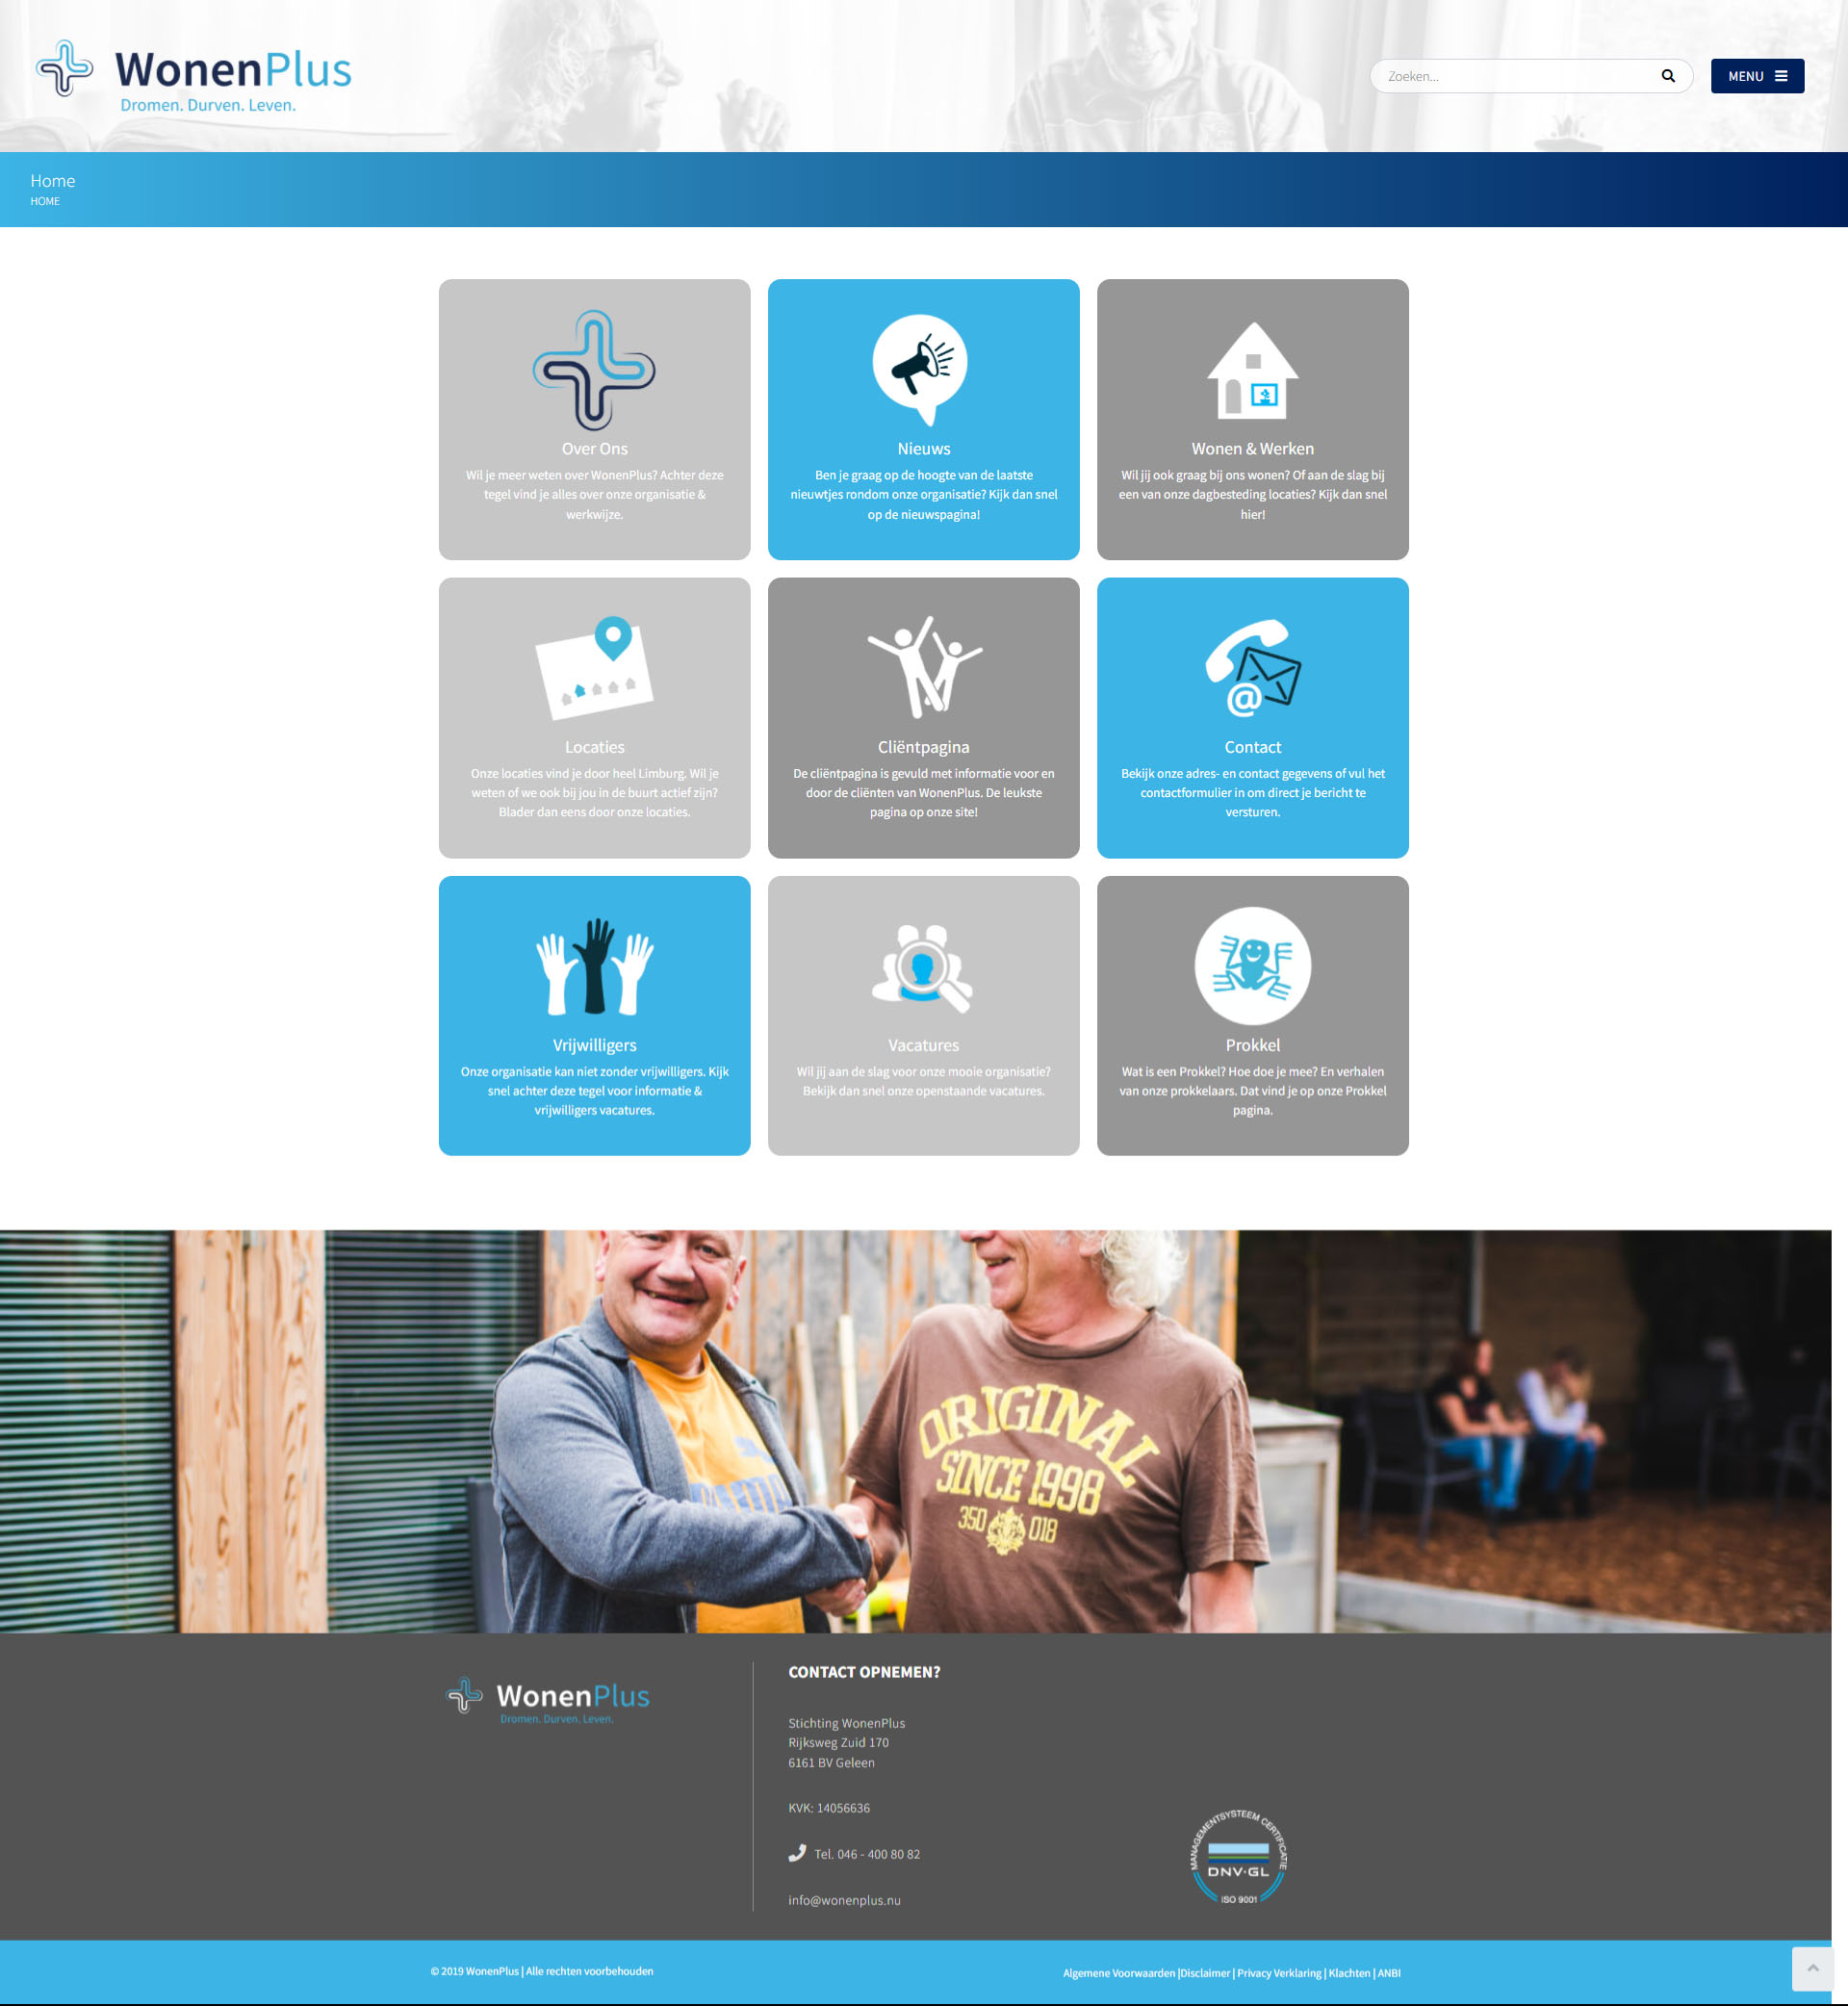 WonenPlus
Dromen. Durven. Leven.
Zoeken...
MENU
Home
HOME
Over Ons
Wil je meer weten over WonenPlus? Achter deze
tegel vind je alles over onze organisatie &
werkwijze.
Nieuws
Ben je graag op de hoogte van de laatste
nieuwtjes rondom onze organisatie? Kijk dan snel
op de nieuwspagina!
Wonen & Werken
Wil jij ook graag bij ons wonen? Of aan de slag bij
een van onze dagbesteding locaties? Kijk dan snel
hier!
Locaties
Onze locaties vind je door heel Limburg. Wil je
weten of we ook bij jou in de buurt actief zijn?
Blader dan eens door onze locaties.
Cliëntpagina
De cliëntpagina is gevuld met informatie voor en
door de cliënten van WonenPlus. De leukste
pagina op onze site!
Contact
Bekijk onze adres- en contact gegevens of vul het
contactformulier in om direct je bericht te
versturen.
Vrijwilligers
Onze organisatie kan niet zonder vrijwilligers. Kijk
snel achter deze tegel voor informatie &
vrijwilligers vacatures.
Vacatures
Wil jij aan de slag voor onze mooie organisatie?
Bekijk dan snel onze openstaande vacatures.
Prokkel
Wat is een Prokkel? Hoe doe je mee? En verhalen
van onze prokkelaars. Dat vind je op onze Prokkel
pagina.
ORIGINAL
SINCE 1998
350 018
WonenPlus
Dromen. Durven. Leven.
CONTACT OPNEMEN?
Stichting WonenPlus
Rijksweg Zuid 170
6161 BV Geleen
KVK: 14056636
Tel. 046 - 400 80 82
info@wonenplus.nu
MANAGEMENTSYSTEEM CERTIFICATIE
DNV·GL
ISO 9001
© 2019 WonenPlus | Alle rechten voorbehouden
Algemene Voorwaarden |Disclaimer | Privacy Verklaring | Klachten | ANBI